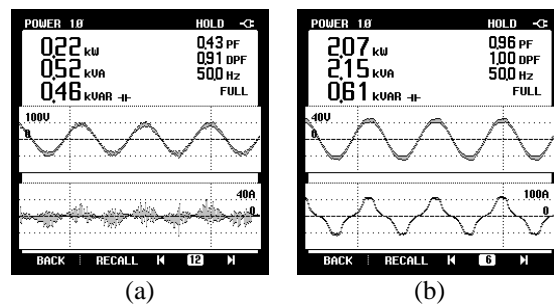 POWER 1Ø HOLD
0,22 kW 0,43 PF
0,52 kVA 0,91 DPF
0,46 kVAR 50,0 Hz
FULL
100V
0
40A
0
BACK RECALL 12
(a)
POWER 1Ø HOLD
2,07 kW 0,96 PF
2,15 kVA 1,00 DPF
0,61 kVAR 50,0 Hz
FULL
40V
0
100A
0
BACK RECALL 6
(b)